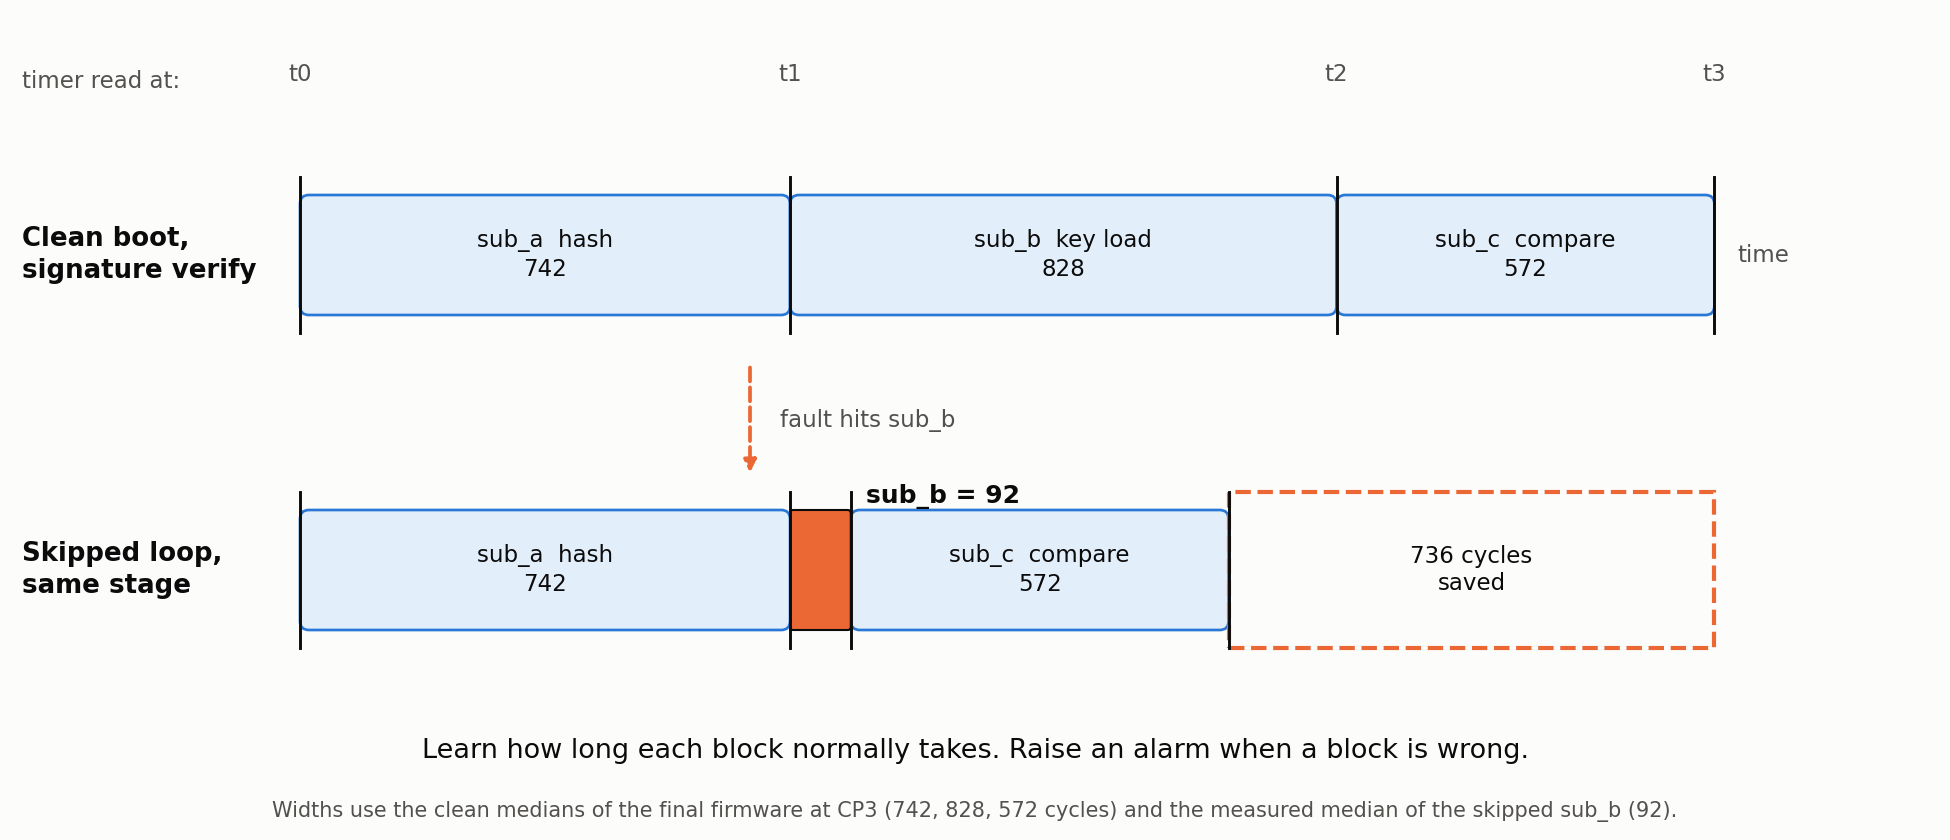 timer read at:
t0
t1
t2
t3
Clean boot,
signature verify
sub_a  hash
742
sub_b  key load
828
sub_c  compare
572
time
fault hits sub_b
sub_b = 92
Skipped loop,
same stage
sub_a  hash
742
sub_c  compare
572
736 cycles
saved
Learn how long each block normally takes. Raise an alarm when a block is wrong.
Widths use the clean medians of the final firmware at CP3 (742, 828, 572 cycles) and the measured median of the skipped sub_b (92).